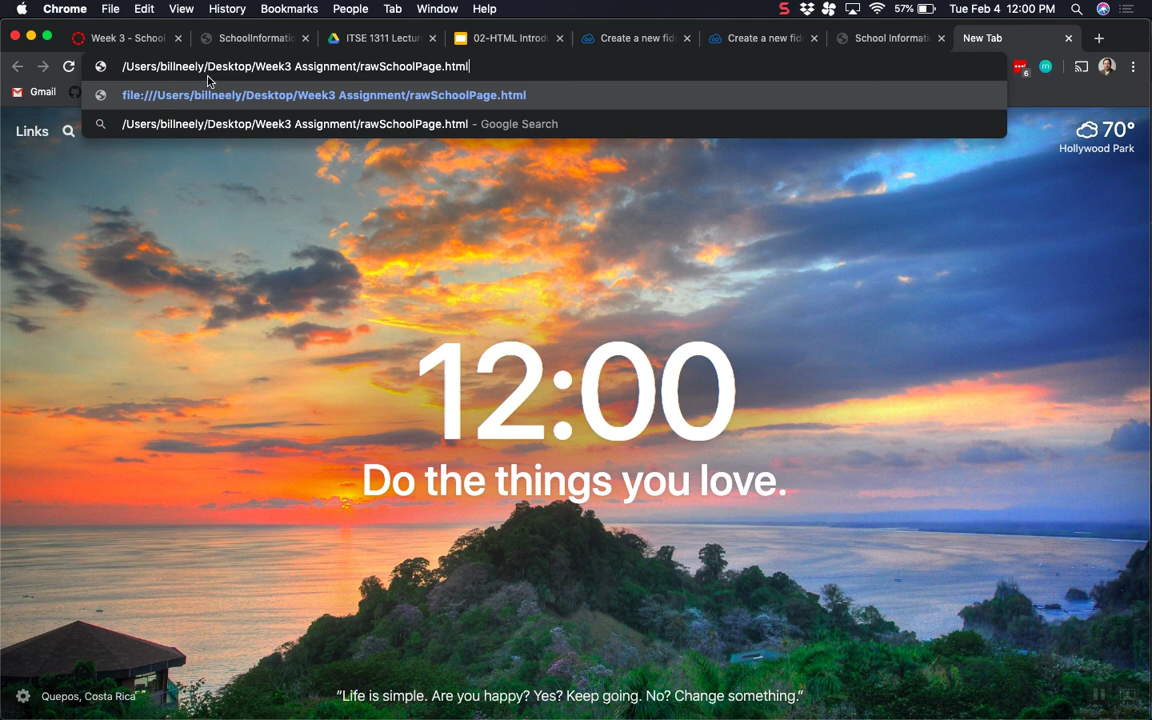 Chrome File Edit View History Bookmarks People Tab Window Help 57% Tue Feb 4 12:00 PM
Week 3 - School SchoolInformatio ITSE 1311 Lectur 02-HTML Introdu Create a new fid Create a new fid School Informati New Tab
/Users/billneely/Desktop/Week3 Assignment/rawSchoolPage.html
6
Gmail
file:///Users/billneely/Desktop/Week3 Assignment/rawSchoolPage.html
/Users/billneely/Desktop/Week3 Assignment/rawSchoolPage.html - Google Search
Links
70°
Hollywood Park
12:00
Do the things you love.
Quepos, Costa Rica
"Life is simple. Are you happy? Yes? Keep going. No? Change something."